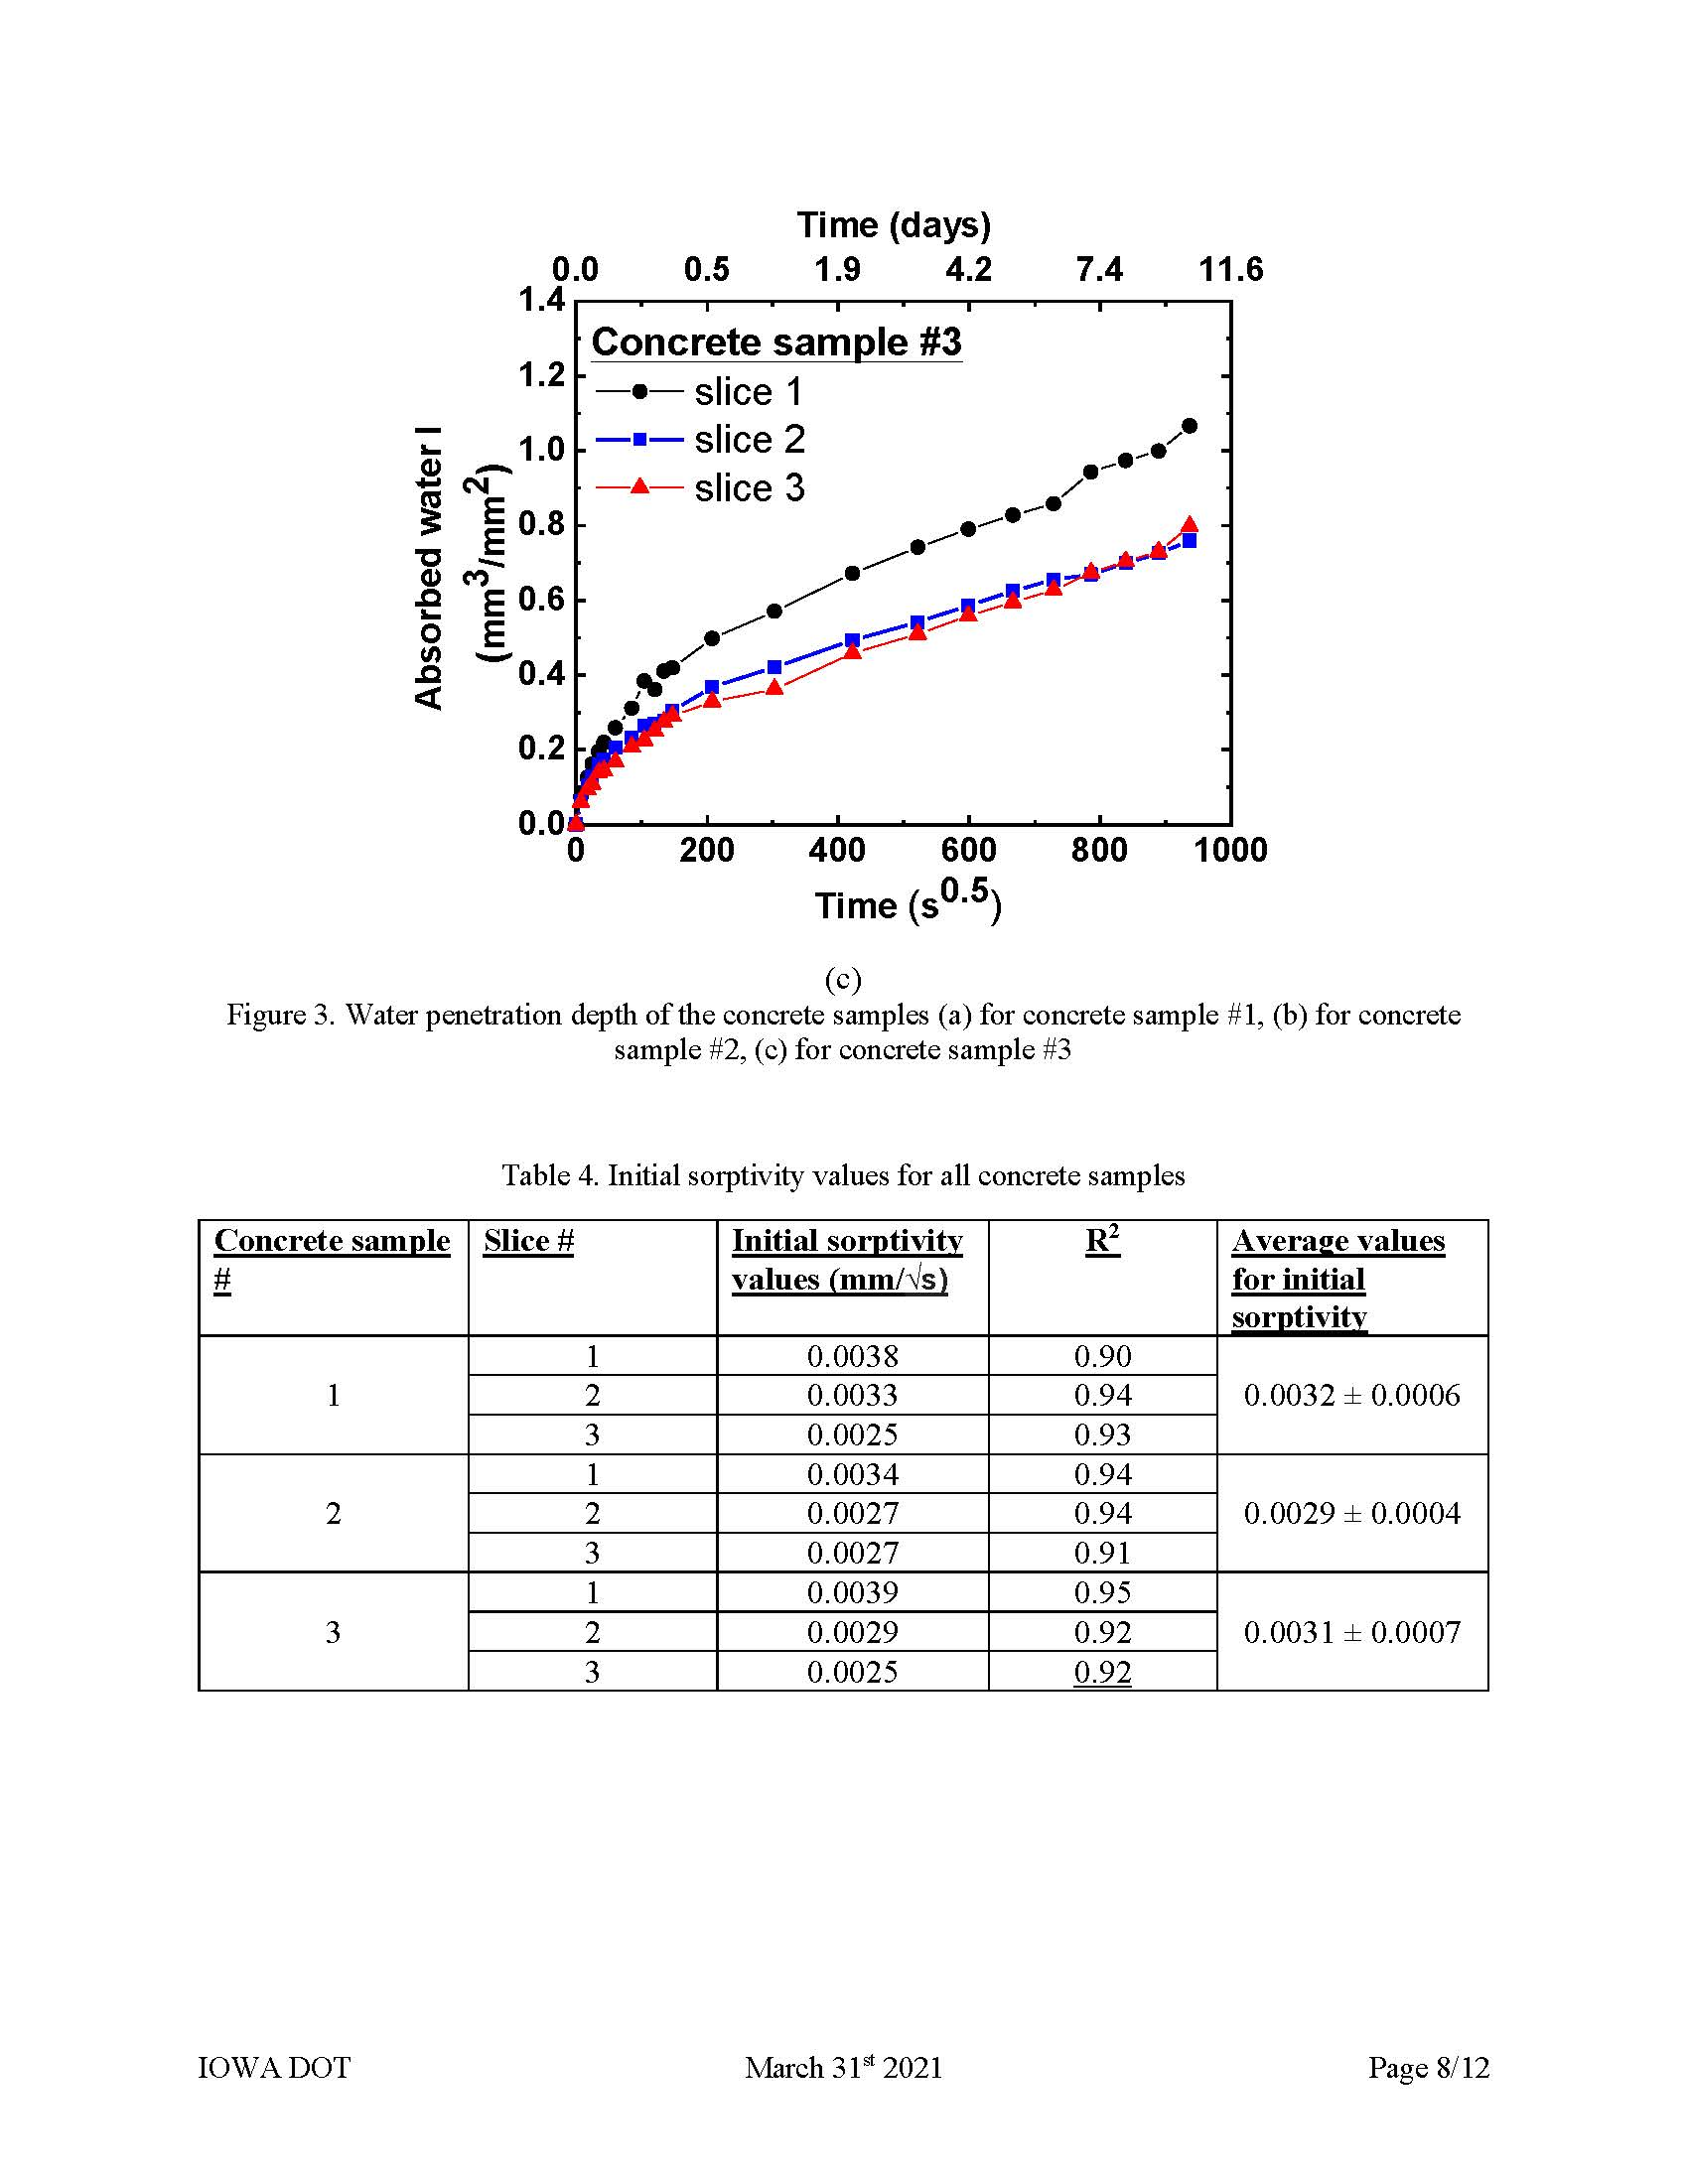 Time (days)
0.0 0.5 1.9 4.2 7.4 11.6
1.4
1.2
1.0
0.8
0.6
0.4
0.2
0.0
Absorbed water I
(mm³/mm²)
Concrete sample #3
slice 1
slice 2
slice 3
0 200 400 600 800 1000
Time (s^0.5)
(c)
Figure 3. Water penetration depth of the concrete samples (a) for concrete sample #1, (b) for concrete
sample #2, (c) for concrete sample #3
Table 4. Initial sorptivity values for all concrete samples
Concrete sample
#
Slice #
Initial sorptivity
values (mm/√s)
R²
Average values
for initial
sorptivity
1
1 0.0038 0.90
2 0.0033 0.94
3 0.0025 0.93
0.0032 ± 0.0006
2
1 0.0034 0.94
2 0.0027 0.94
3 0.0027 0.91
0.0029 ± 0.0004
3
1 0.0039 0.95
2 0.0029 0.92
3 0.0025 0.92
0.0031 ± 0.0007
IOWA DOT March 31st 2021 Page 8/12